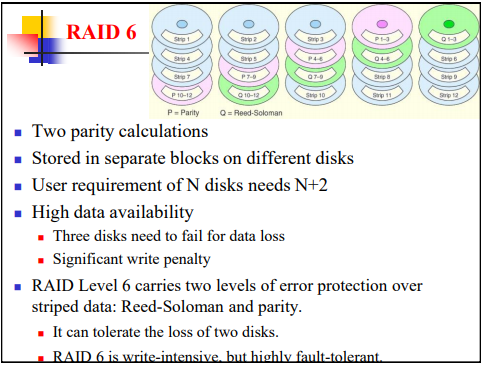 RAID 6
Strip 1 Strip 2 Strip 3 P 1–3 Q 1–3
Strip 4 Strip 5 P 4–6 Q 4–6 Strip 6
Strip 7 P 7–9 Q 7–9 Strip 8 Strip 9
P 10–12 Q 10–12 Strip 10 Strip 11 Strip 12
P = Parity Q = Reed-Soloman
Two parity calculations
Stored in separate blocks on different disks
User requirement of N disks needs N+2
High data availability
Three disks need to fail for data loss
Significant write penalty
RAID Level 6 carries two levels of error protection over
striped data: Reed-Soloman and parity.
It can tolerate the loss of two disks.
RAID 6 is write-intensive, but highly fault-tolerant.